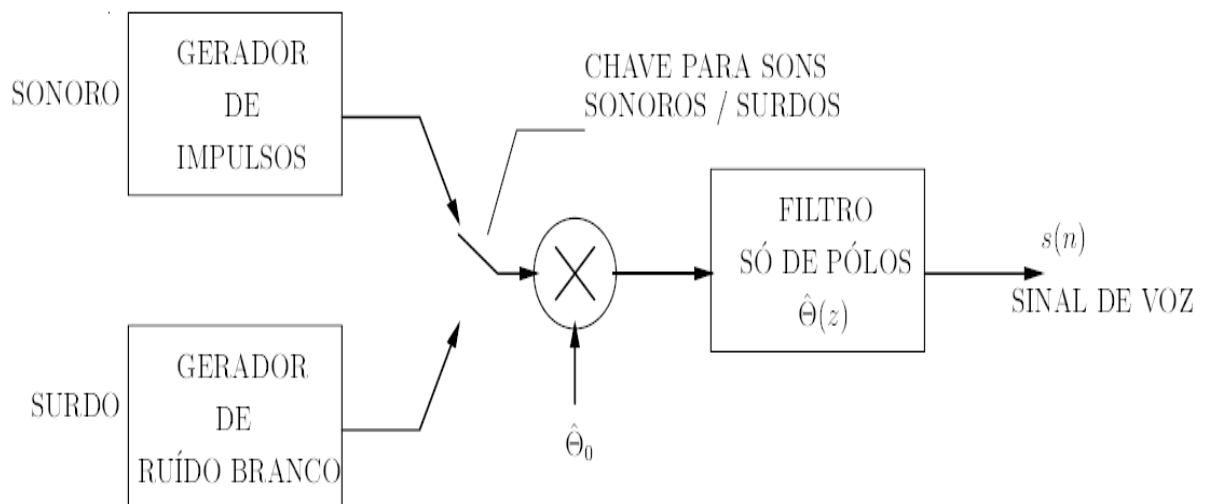 SONORO
GERADOR
DE
IMPULSOS
CHAVE PARA SONS
SONOROS / SURDOS
FILTRO
SÓ DE PÓLOS
Θ̂(z)
s(n)
SINAL DE VOZ
SURDO
GERADOR
DE
RUÍDO BRANCO
Θ̂₀